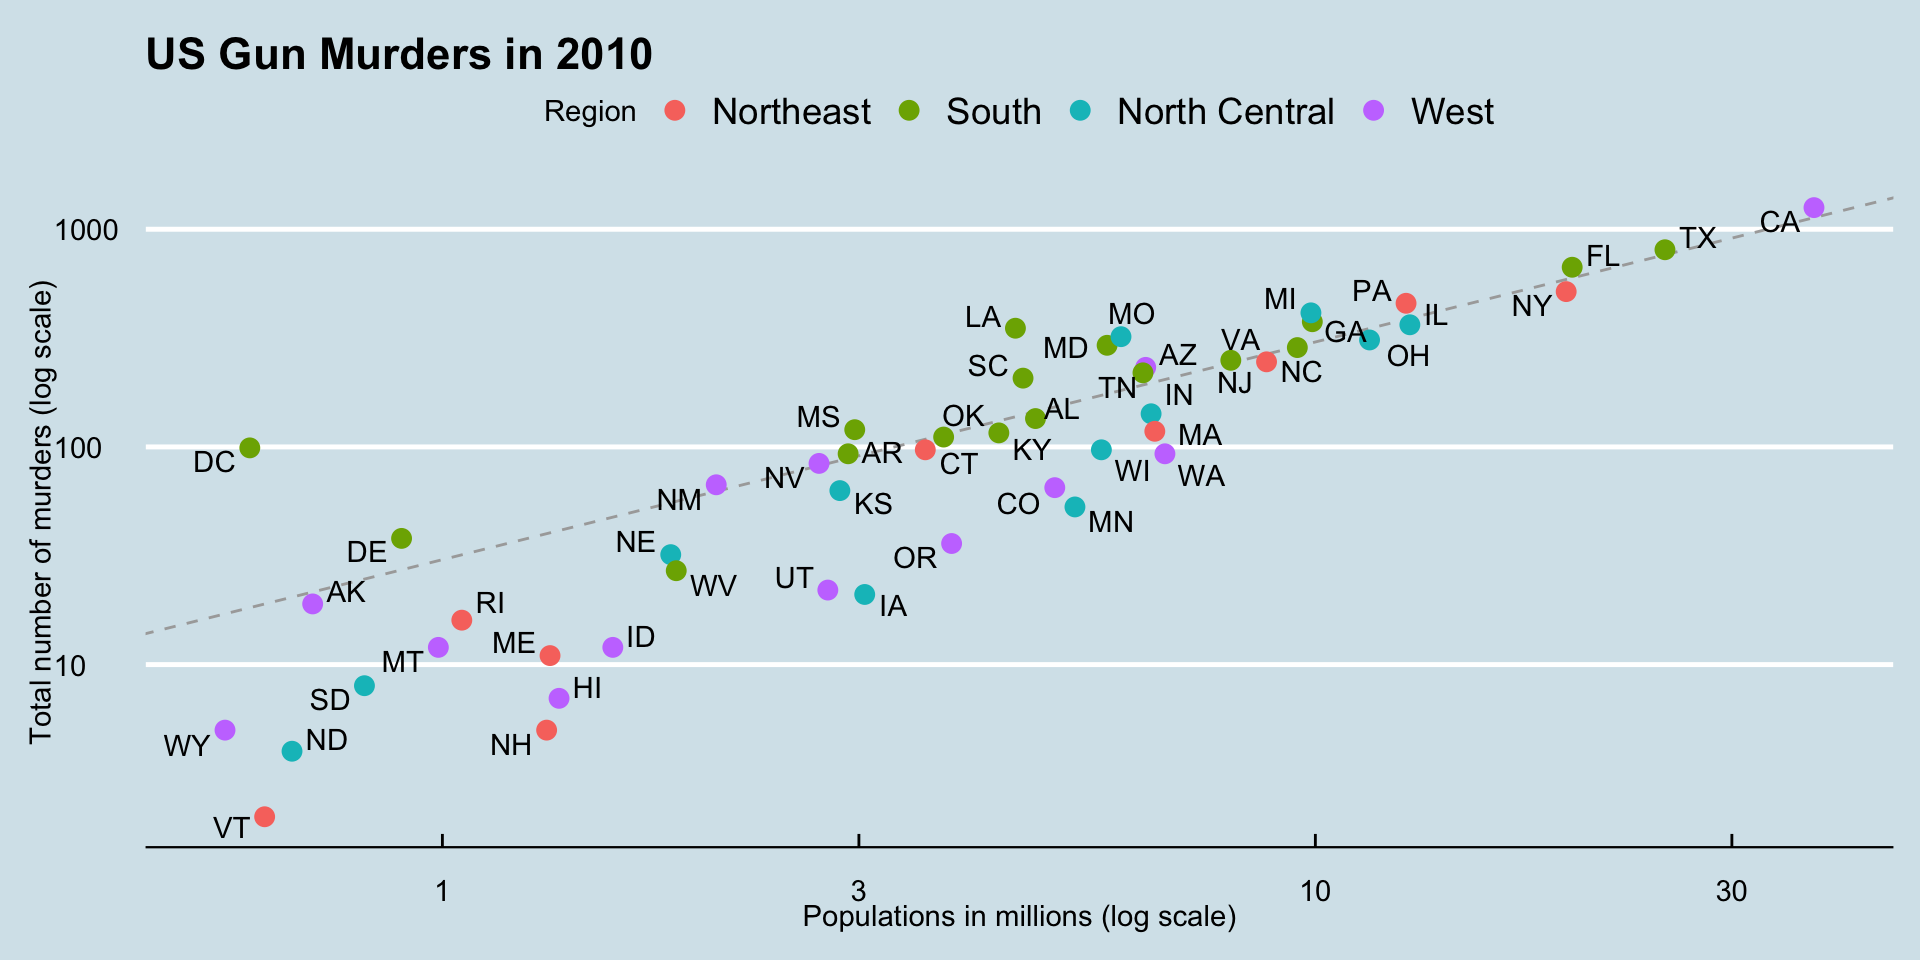 US Gun Murders in 2010
Region Northeast South North Central West
Total number of murders (log scale)
1000
100
10
CA
TX
FL
NY
PA
IL
MI
GA
OH
LA
MO
MD
VA
AZ
NJ
NC
SC
TN
IN
MS
OK
AL
MA
KY
AR
CT
WI
WA
DC
NV
NM
KS
CO
MN
DE
NE
OR
WV
UT
IA
AK
RI
MT
ME
ID
SD
HI
WY
ND
NH
VT
1 3 10 30
Populations in millions (log scale)